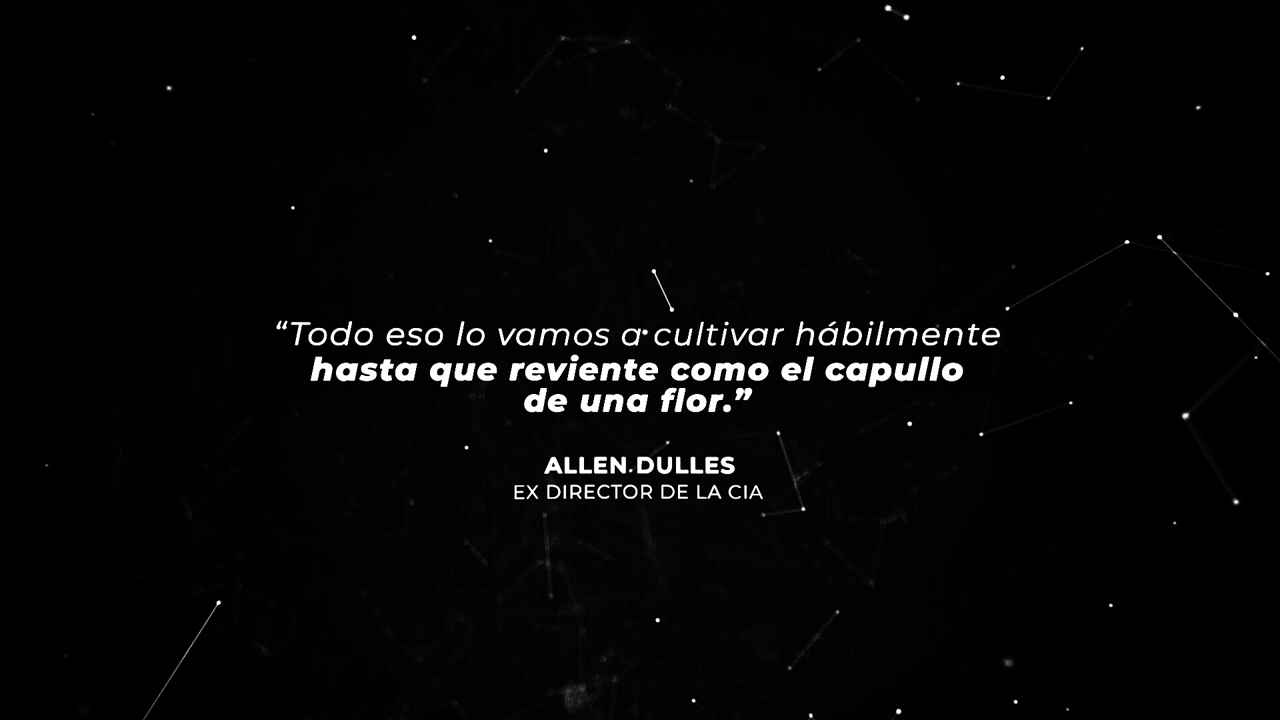 “Todo eso lo vamos a cultivar hábilmente
hasta que reviente como el capullo
de una flor.”
ALLEN DULLES
EX DIRECTOR DE LA CIA